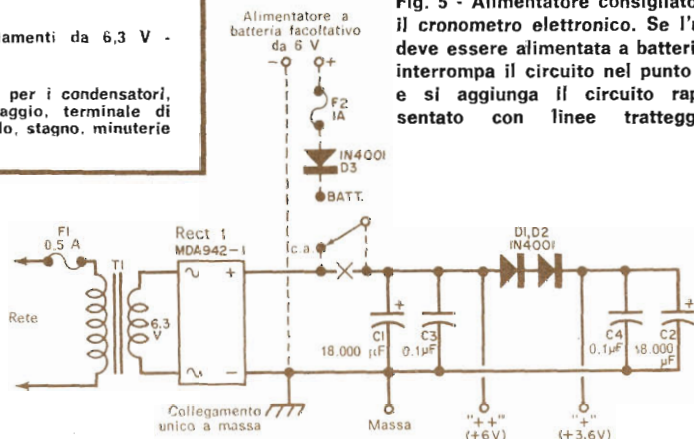 amenti da 6,3 V -
per i condensatori,
aggio, terminale di
lo, stagno, minuterie
Fig. 5 - Alimentatore consigliato
il cronometro elettronico. Se l'u
deve essere alimentata a batteri
interrompa il circuito nel punto
e si aggiunga il circuito rap
sentato con linee trattegg
Alimentatore a
batteria facoltativo
da 6 V
- +
F2
1A
IN4001
D3
BATT.
c.a.
F1
0.5 A
T1
Rete
6.3
V
Rect 1
MDA942-1
+
-
X
+
C1
18.000 µF
C3
0.1µF
D1,D2
IN4001
C4
0.1µF
+
C2
18.000
µF
Collegamento
unico a massa
Massa
"++"
(+6V)
"+"
(+3.6V)